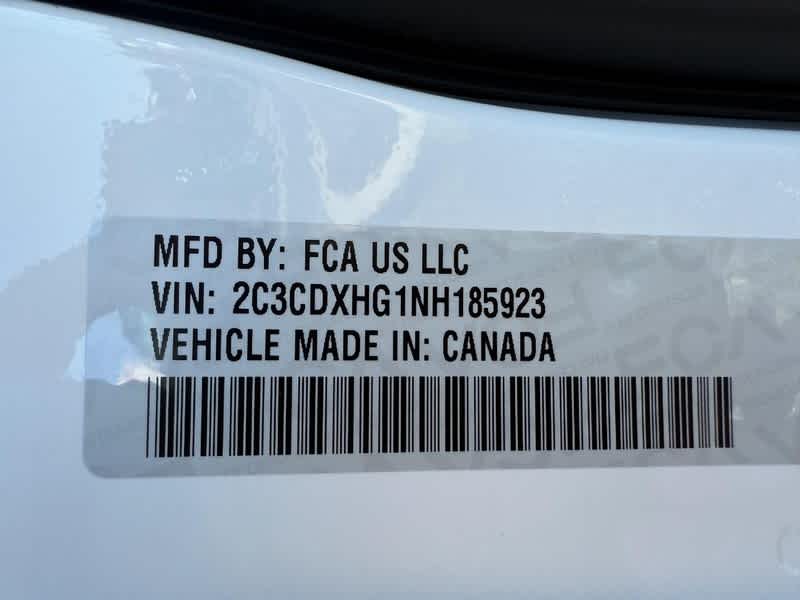 MFD BY: FCA US LLC
VIN: 2C3CDXHG1NH185923
VEHICLE MADE IN: CANADA